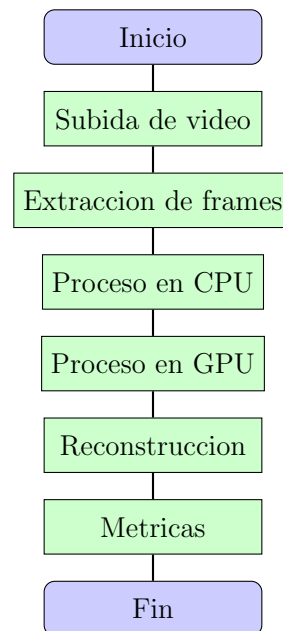 Inicio
Subida de video
Extraccion de frames
Proceso en CPU
Proceso en GPU
Reconstruccion
Metricas
Fin